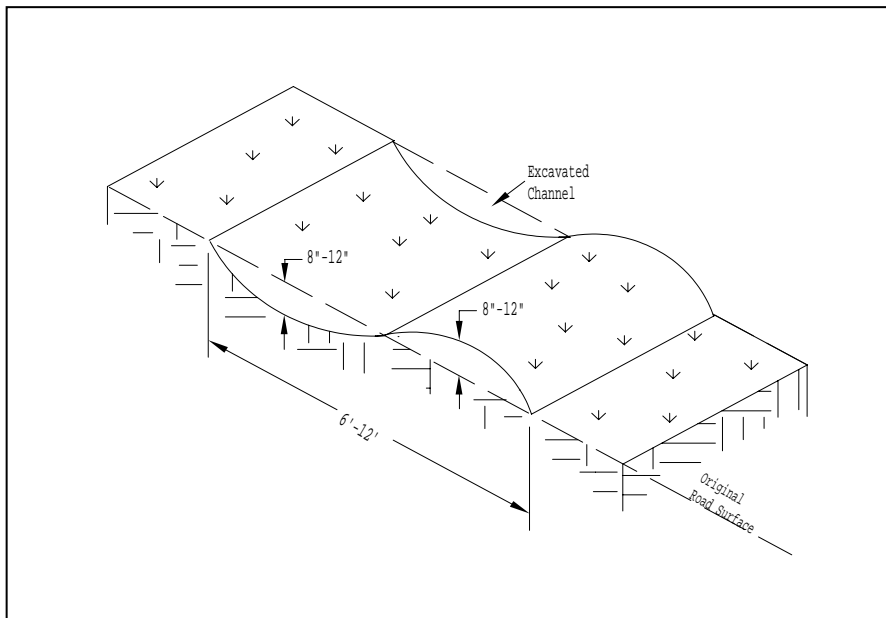 Excavated
Channel
8"-12"
8"-12"
6'-12'
Original
Road Surface